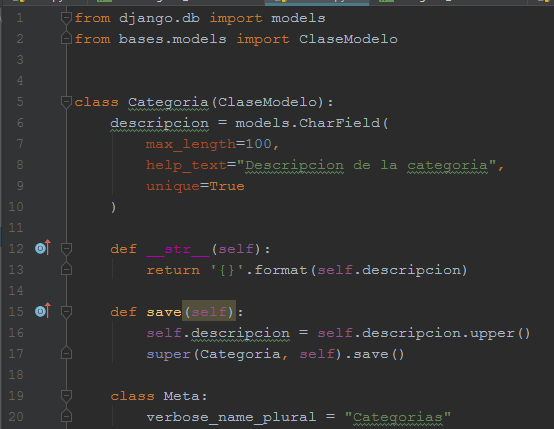 1 from django.db import models
2 from bases.models import ClaseModelo
3
4
5 class Categoria(ClaseModelo):
6     descripcion = models.CharField(
7         max_length=100,
8         help_text="Descripcion de la categoria",
9         unique=True
10     )
11
12     def __str__(self):
13         return '{}'.format(self.descripcion)
14
15     def save(self):
16         self.descripcion = self.descripcion.upper()
17         super(Categoria, self).save()
18
19     class Meta:
20         verbose_name_plural = "Categorias"